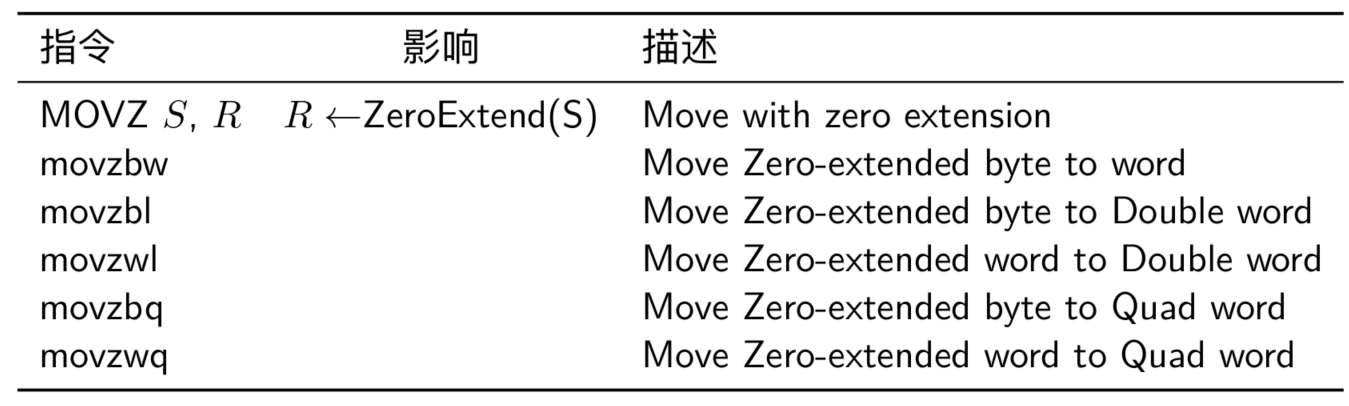 指令 影响 描述
MOVZ S, R R ←ZeroExtend(S) Move with zero extension
movzbw Move Zero-extended byte to word
movzbl Move Zero-extended byte to Double word
movzwl Move Zero-extended word to Double word
movzbq Move Zero-extended byte to Quad word
movzwq Move Zero-extended word to Quad word